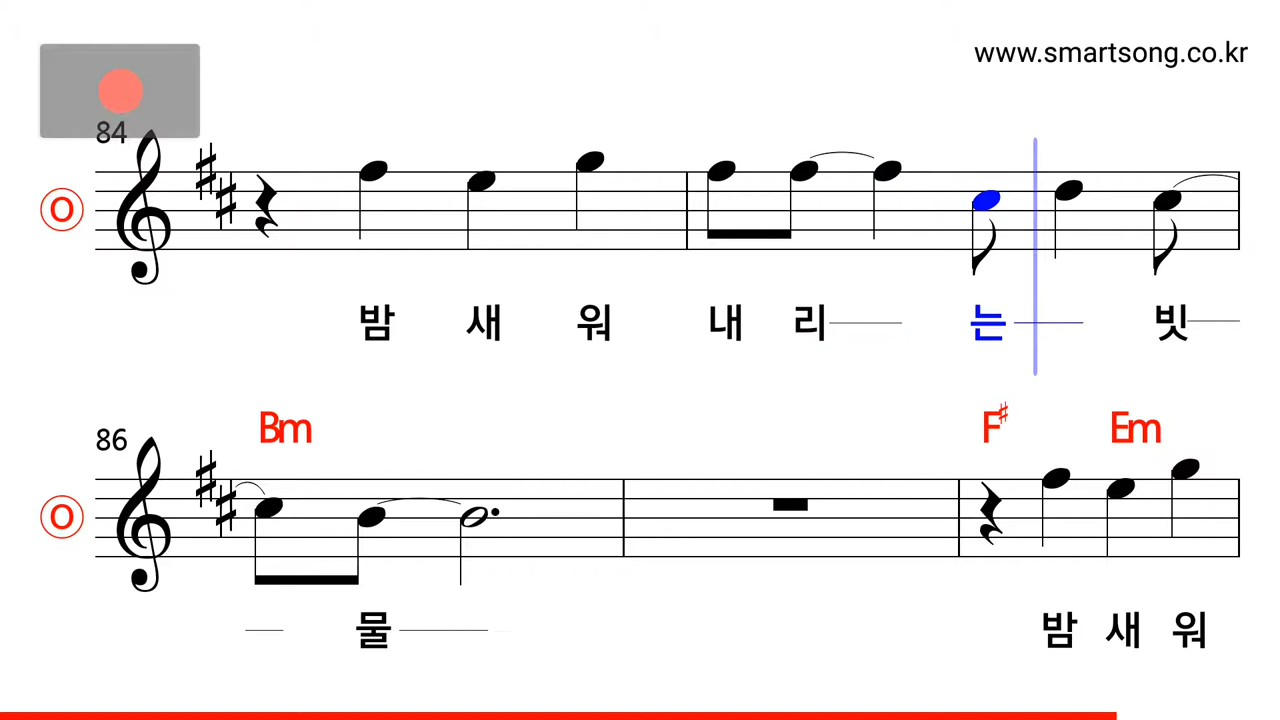 www.smartsong.co.kr
84
O
밤 새 워 내 리 는 빗
86 Bm F♯ Em
O
물 밤 새 워